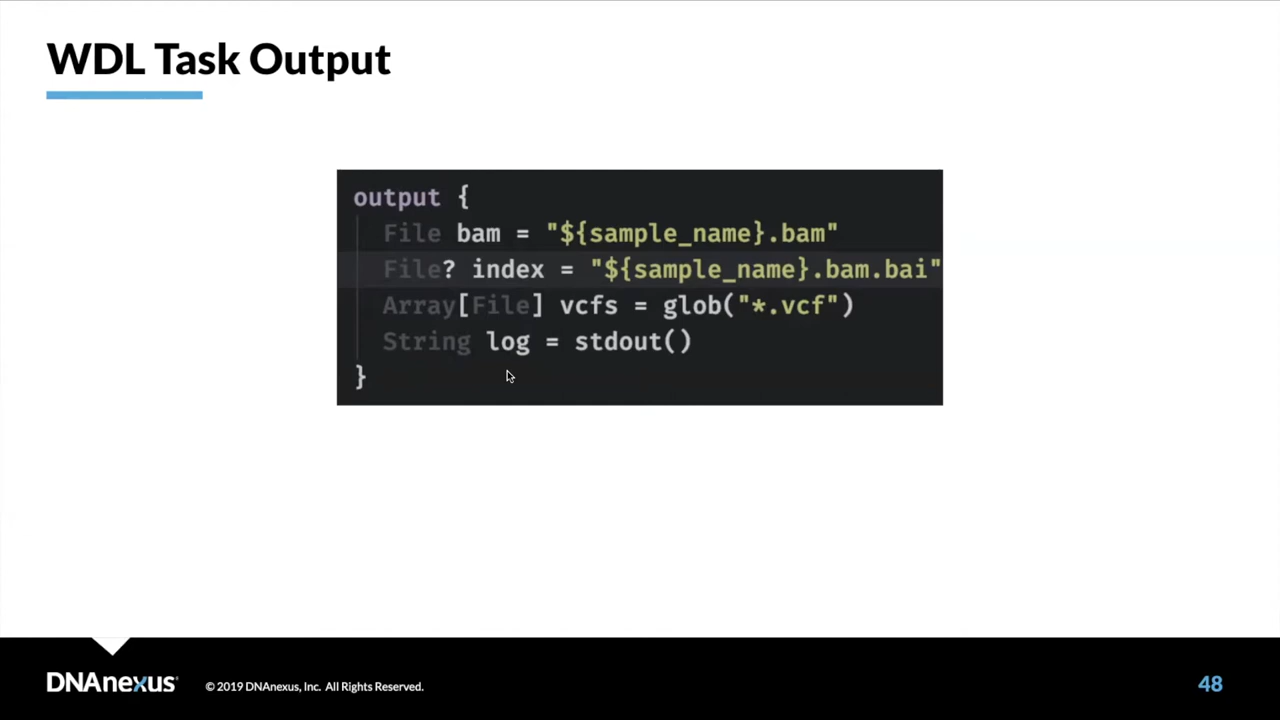 WDL Task Output
output {
File bam = "${sample_name}.bam"
File? index = "${sample_name}.bam.bai"
Array[File] vcfs = glob("*.vcf")
String log = stdout()
}
DNAnexus
© 2019 DNAnexus, Inc. All Rights Reserved.
48